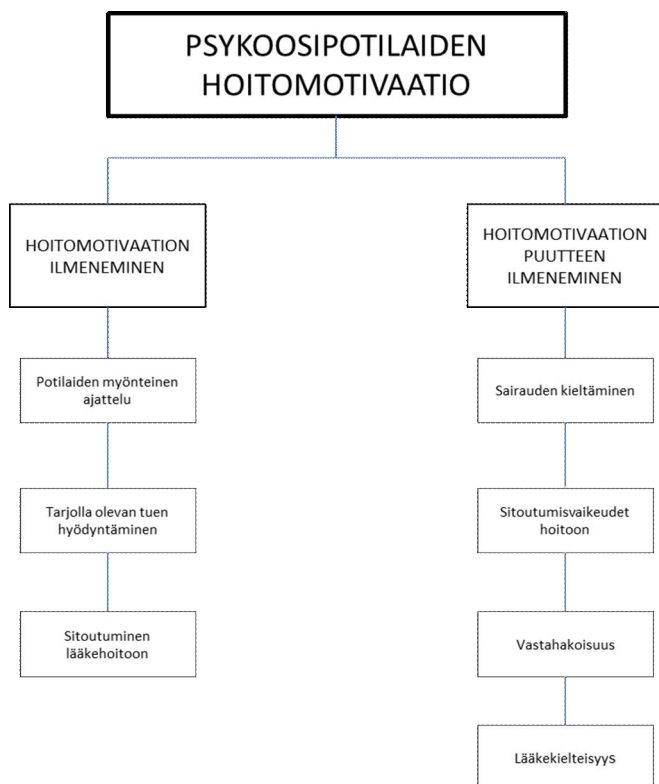 PSYKOOSIPOTILAIDEN
HOITOMOTIVAATIO
HOITOMOTIVAATION
ILMENEMINEN
Potilaiden myönteinen
ajattelu
Tarjolla olevan tuen
hyödyntäminen
Sitoutuminen
lääkehoitoon
HOITOMOTIVAATION
PUUTTEEN
ILMENEMINEN
Sairauden kieltäminen
Sitoutumisvaikeudet
hoitoon
Vastahakoisuus
Lääkekielteisyys